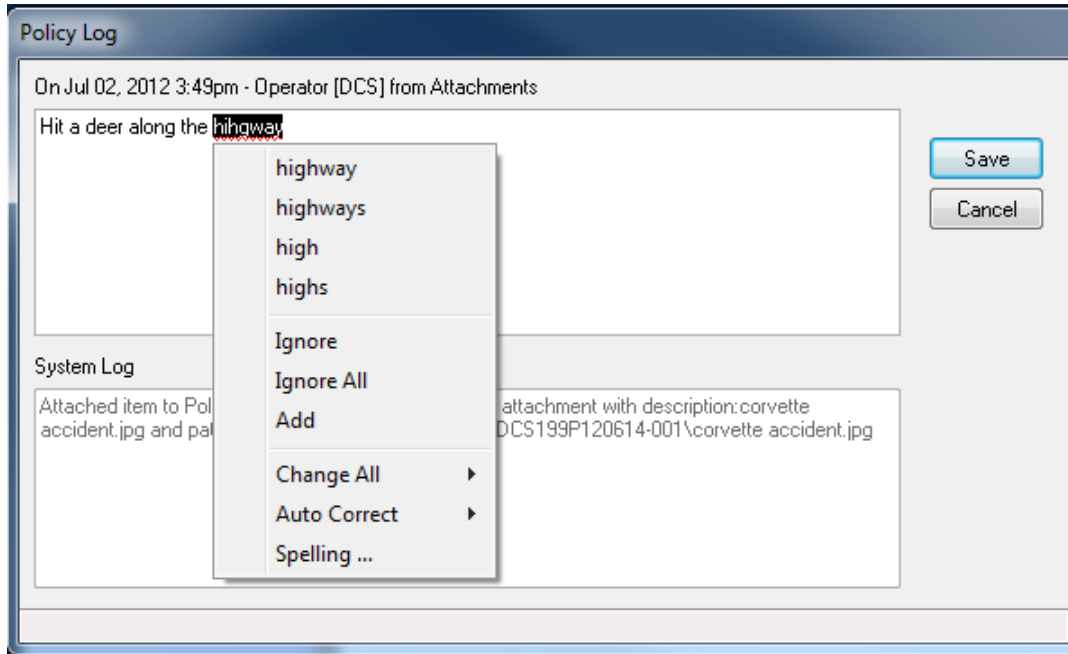 Policy Log
On Jul 02, 2012 3:49pm - Operator [DCS] from Attachments
Hit a deer along the hihgway
highway
highways
high
highs
Ignore
Ignore All
Add
Change All
Auto Correct
Spelling ...
Save
Cancel
System Log
Attached item to Pol attachment with description:corvette
accident.jpg and pat DCS199P120614-001\corvette accident.jpg